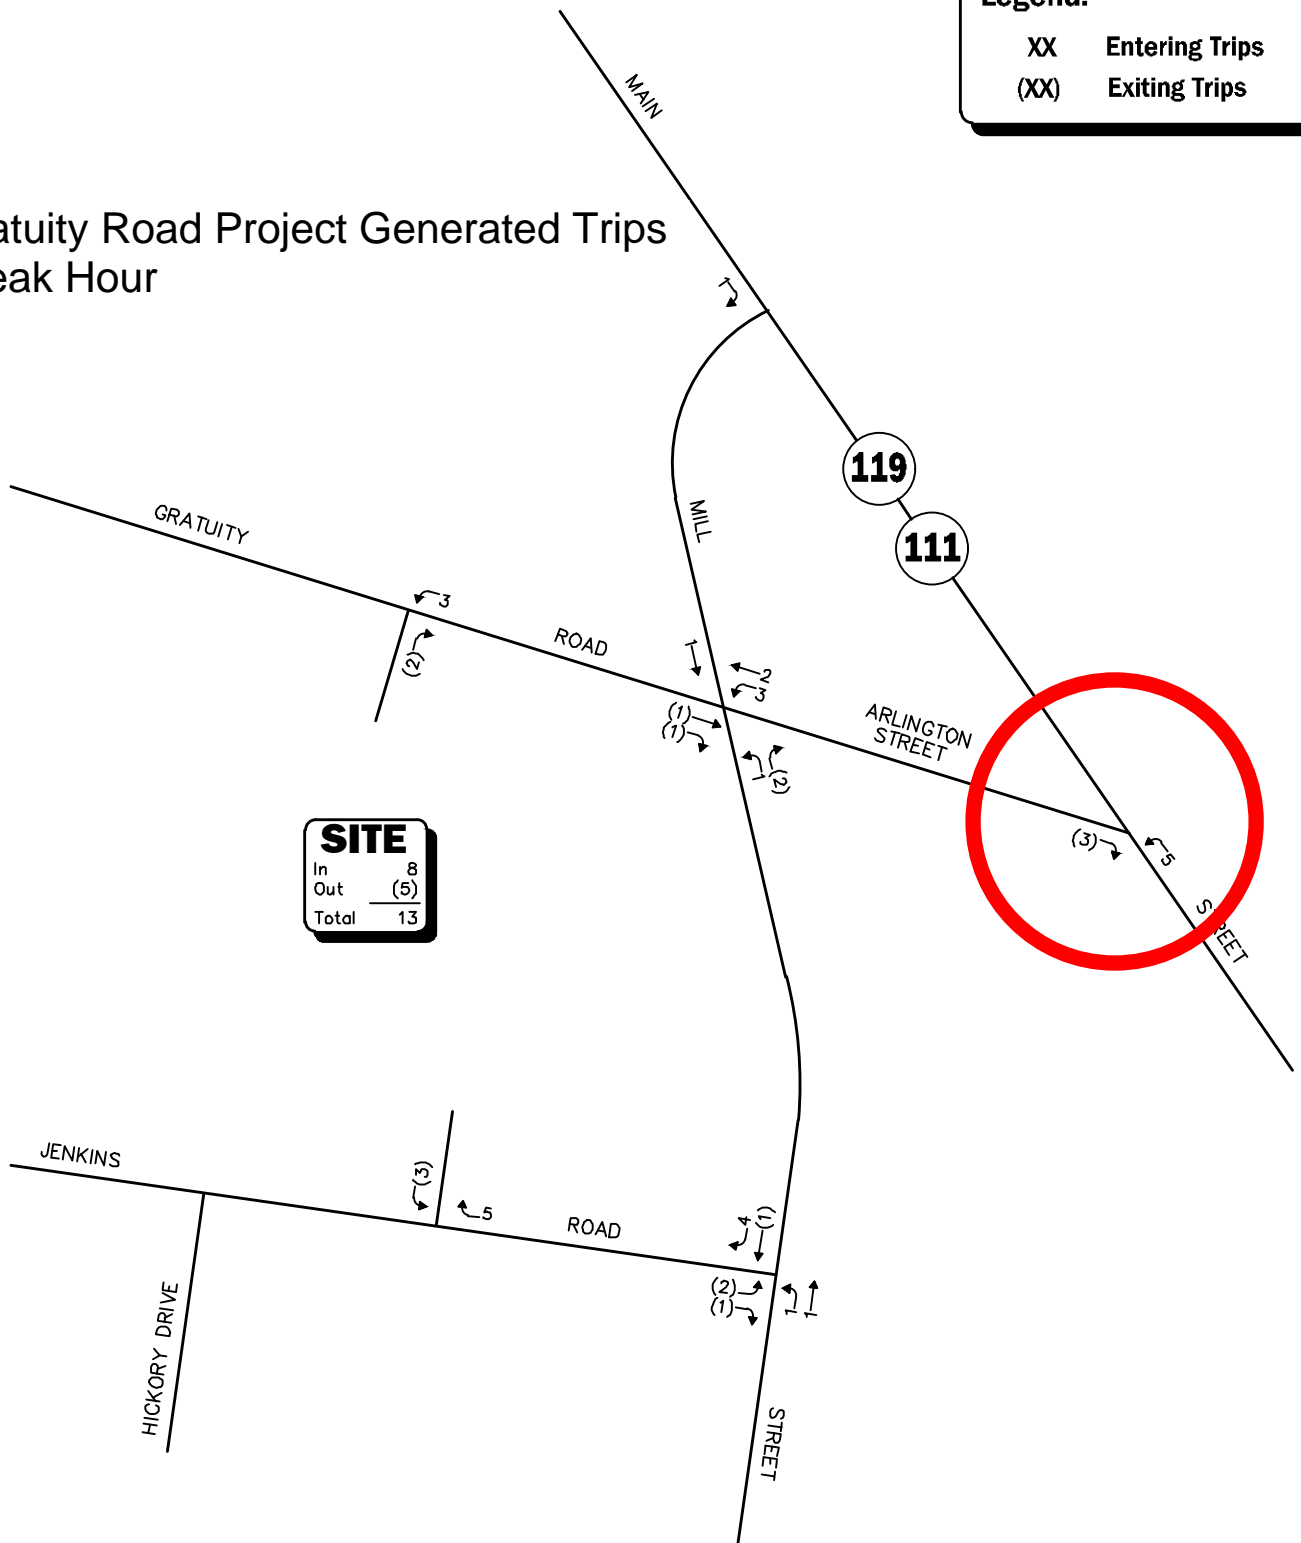 Legend:
XX Entering Trips
(XX) Exiting Trips
MAIN
atuity Road Project Generated Trips
eak Hour
1
119
111
GRATUITY
MILL
3
(2)
ROAD
1
2
3
(1)
(1)
1
(2)
ARLINGTON
STREET
(3)
5
STREET
SITE
In 8
Out (5)
Total 13
JENKINS
(3)
5
ROAD
4
(1)
(2)
(1)
1
1
HICKORY DRIVE
STREET